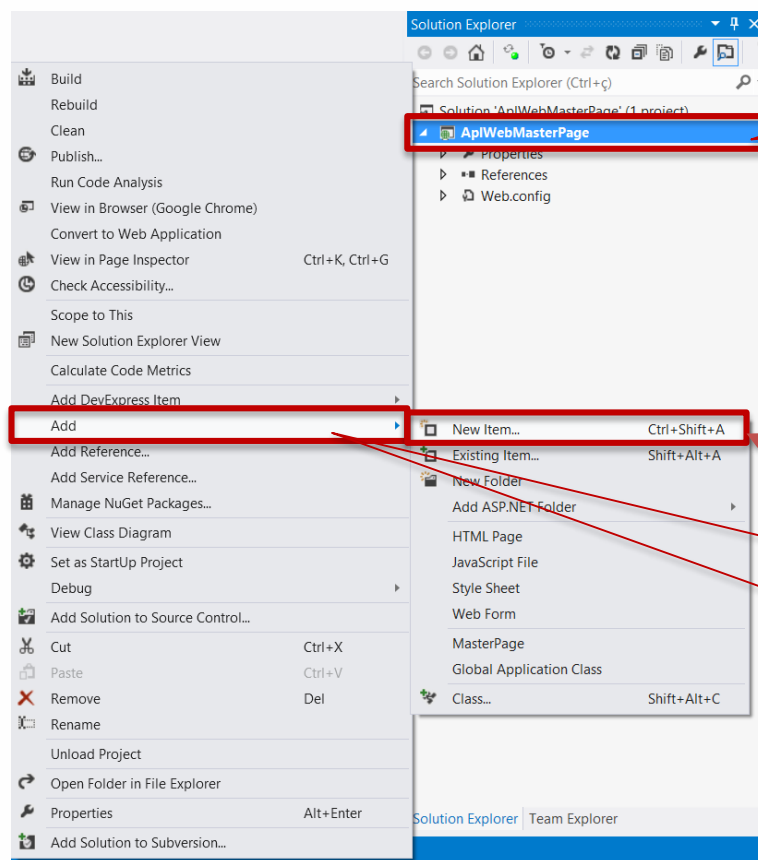 Solution Explorer
Search Solution Explorer (Ctrl+ç)
Solution 'AplWebMasterPage' (1 project)
AplWebMasterPage
Properties
References
Web.config
Build
Rebuild
Clean
Publish...
Run Code Analysis
View in Browser (Google Chrome)
Convert to Web Application
View in Page Inspector Ctrl+K, Ctrl+G
Check Accessibility...
Scope to This
New Solution Explorer View
Calculate Code Metrics
Add DevExpress Item
Add
Add Reference...
Add Service Reference...
Manage NuGet Packages...
View Class Diagram
Set as StartUp Project
Debug
Add Solution to Source Control...
Cut Ctrl+X
Paste Ctrl+V
Remove Del
Rename
Unload Project
Open Folder in File Explorer
Properties Alt+Enter
Add Solution to Subversion...
New Item... Ctrl+Shift+A
Existing Item... Shift+Alt+A
New Folder
Add ASP.NET Folder
HTML Page
JavaScript File
Style Sheet
Web Form
MasterPage
Global Application Class
Class... Shift+Alt+C
Solution Explorer Team Explorer